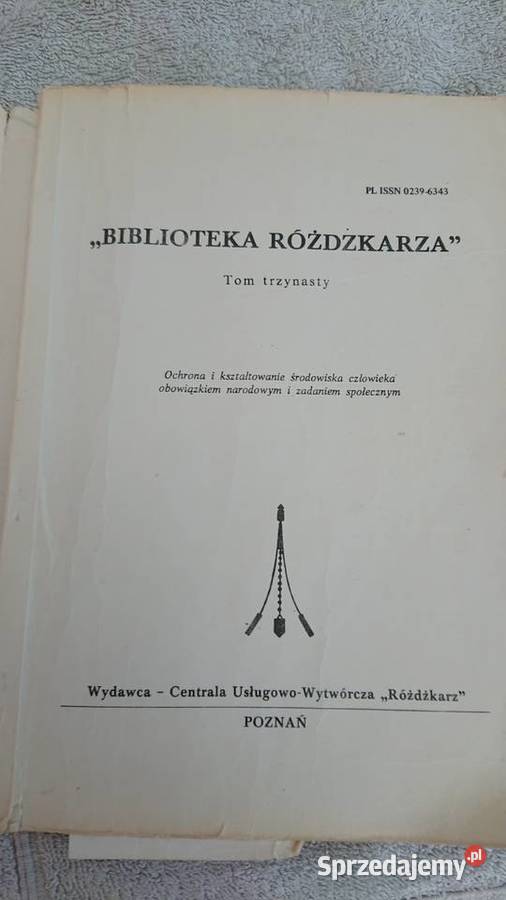 PL ISSN 0239-6343
„BIBLIOTEKA RÓŻDŻKARZA”
Tom trzynasty
Ochrona i kształtowanie środowiska człowieka
obowiązkiem narodowym i zadaniem społecznym
Wydawca – Centrala Usługowo-Wytwórcza „Różdżkarz”
POZNAŃ
Sprzedajemy.pl